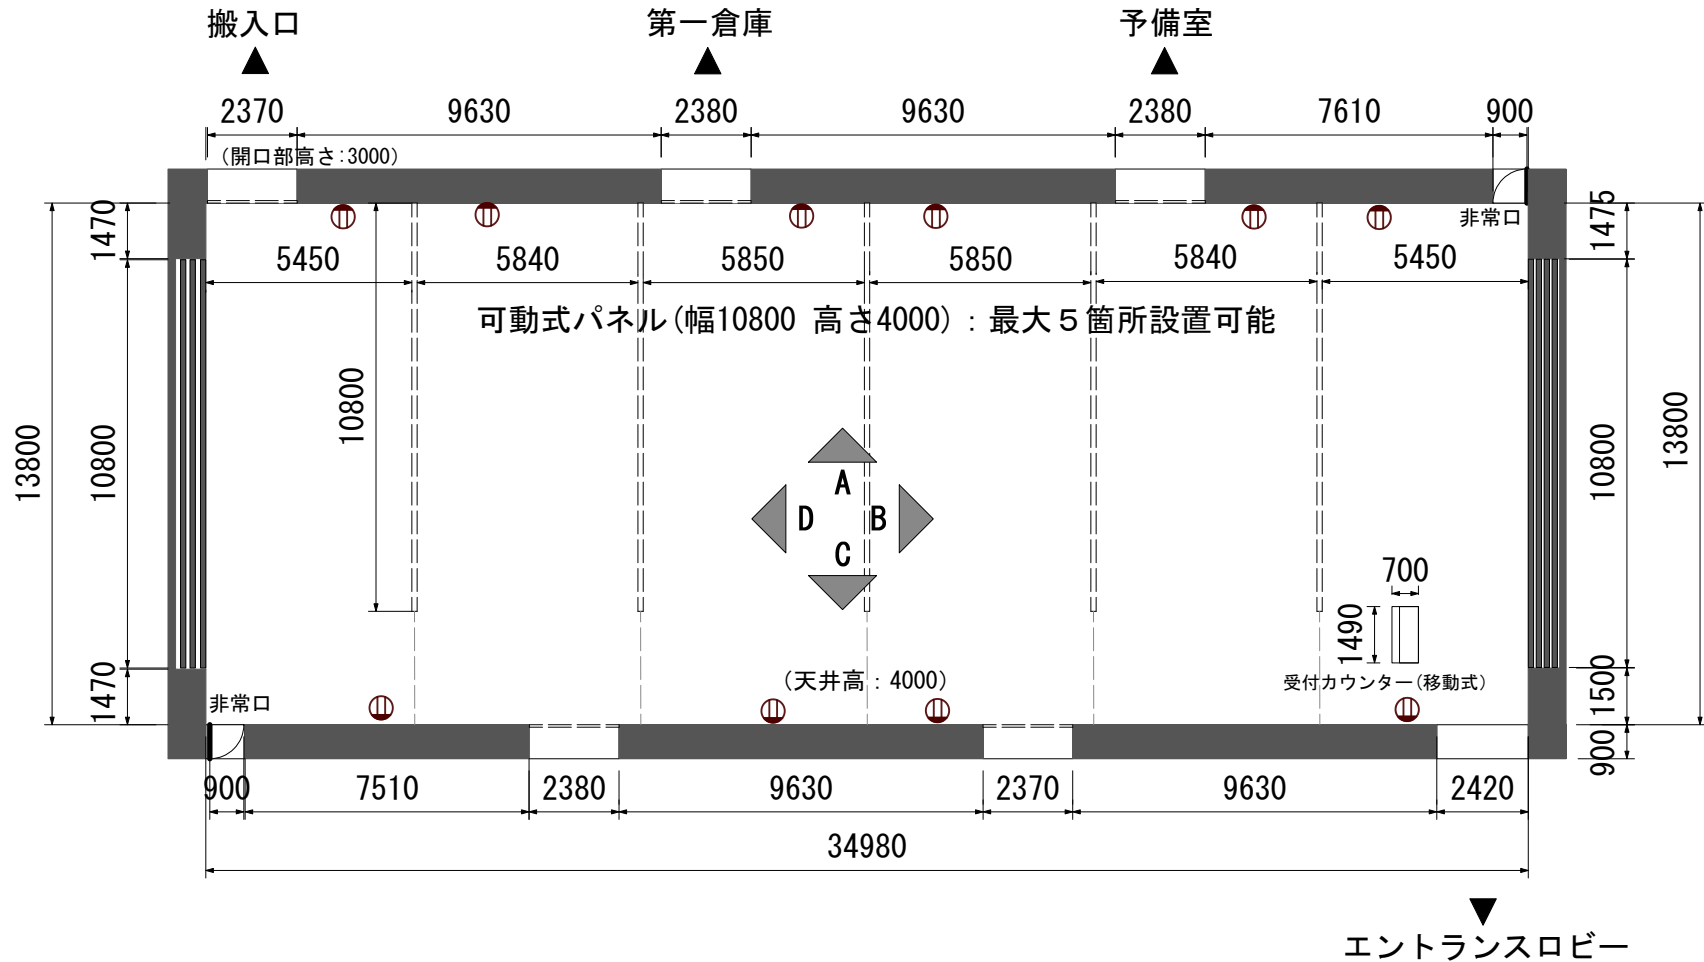 搬入口
第一倉庫
予備室
2370
9630
2380
9630
2380
7610
900
(開口部高さ:3000)
1470
1475
非常口
5450
5840
5850
5850
5840
5450
可動式パネル(幅10800 高さ4000):最大5箇所設置可能
10800
13800
10800
10800
13800
A
D
B
C
700
1490
1470
(天井高:4000)
受付カウンター(移動式)
1500
非常口
900
900
7510
2380
9630
2370
9630
2420
34980
エントランスロビー